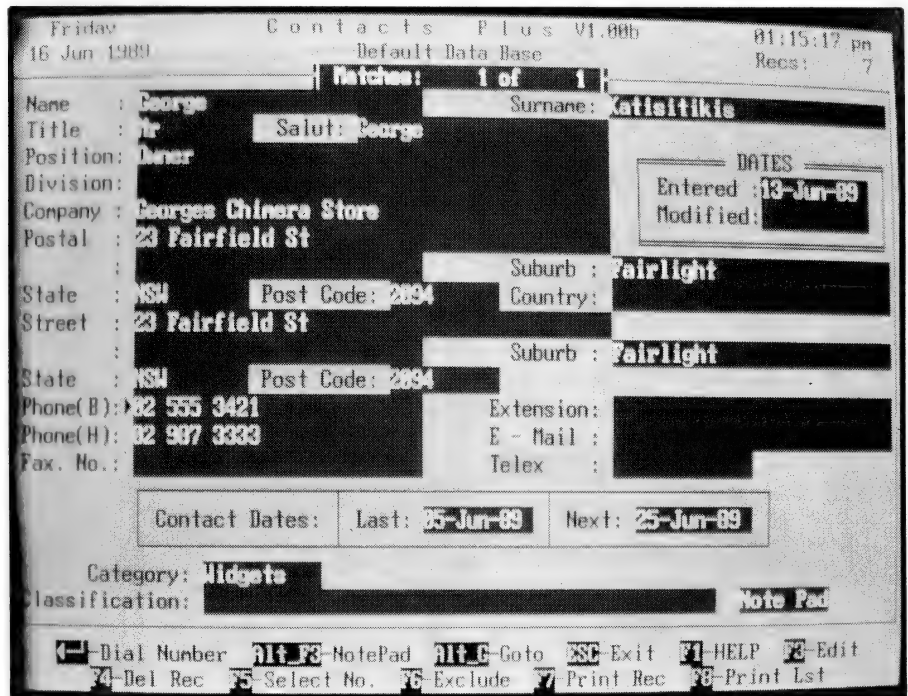 Friday Contacts Plus V1.00b 01:15:17 pm
16 Jun 1989 Default Data Base Recs: 7
Matches: 1 of 1
Name : George Surname: Katisitikis
Title : Mr Salut: George
Position: Owner
DATES
Division: Entered :13-Jun-89
Company : Georges Chimera Store Modified:
Postal : 23 Fairfield St
: Suburb : Fairlight
State : NSW Post Code: 2094 Country:
Street : 23 Fairfield St
: Suburb : Fairlight
State : NSW Post Code: 2094
Phone(B): 02 555 3421 Extension:
Phone(H): 02 907 3333 E - Mail :
Fax. No.: Telex :
Contact Dates: Last: 05-Jun-89 Next: 25-Jun-89
Category: Widgets
Classification: Note Pad
-Dial Number Alt_F3-NotePad Alt_G-Goto ESC-Exit F1-HELP F3-Edit
F4-Del Rec F5-Select No. F6-Exclude F7-Print Rec F8-Print Lst